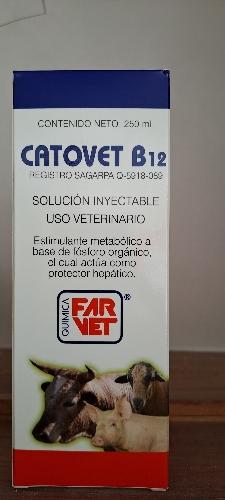 CONTENIDO NETO: 250 ml
CATOVET B12
REGISTRO SAGARPA Q-5918-059
SOLUCIÓN INYECTABLE
USO VETERINARIO
Estimulante metabólico a
base de fósforo orgánico,
el cual actúa como
protector hepático.
QUIMICA
FAR
VET
®